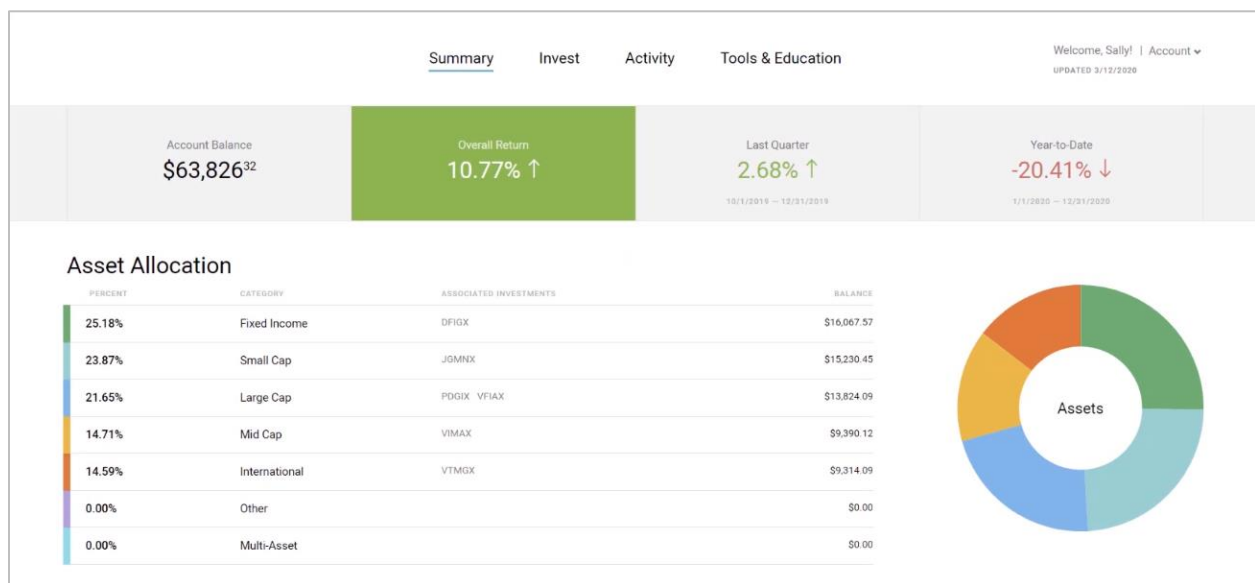 Summary Invest Activity Tools & Education
Welcome, Sally! | Account
UPDATED 3/12/2020
Account Balance
$63,82632
Overall Return
10.77% ↑
Last Quarter
2.68% ↑
10/1/2019 — 12/31/2019
Year-to-Date
-20.41% ↓
1/1/2020 — 12/31/2020
Asset Allocation
PERCENT CATEGORY ASSOCIATED INVESTMENTS BALANCE
25.18% Fixed Income DFIGX $16,067.57
23.87% Small Cap JGMNX $15,230.45
21.65% Large Cap PDGIX VFIAX $13,824.09
14.71% Mid Cap VIMAX $9,390.12
14.59% International VTMGX $9,314.09
0.00% Other $0.00
0.00% Multi-Asset $0.00
Assets